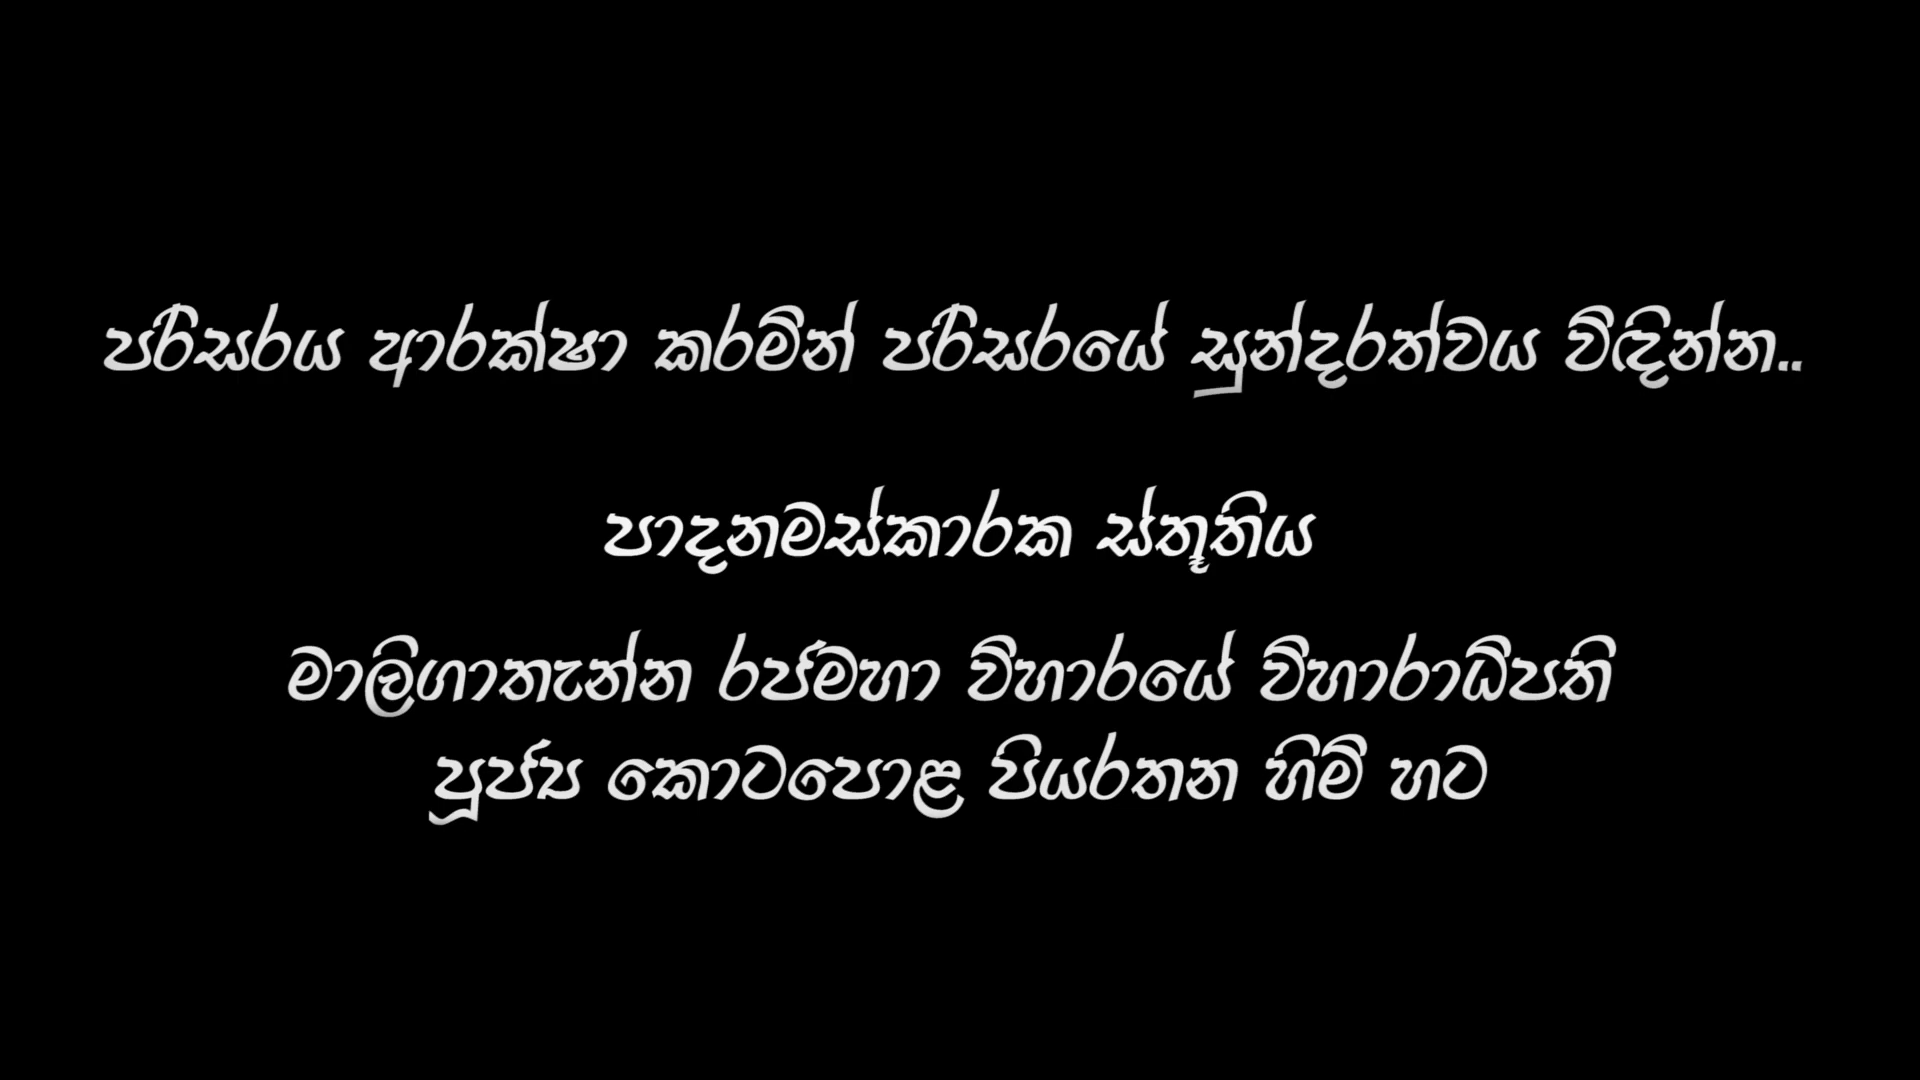 පරිසරය ආරක්ෂා කරමින් පරිසරයේ සුන්දරත්වය විඳින්න..
පාදනමස්කාරක ස්තූතිය
මාලිගාතැන්න රජමහා විහාරයේ විහාරාධිපති
පූජ්‍ය කොටපොළ පියරතන හිමි හට